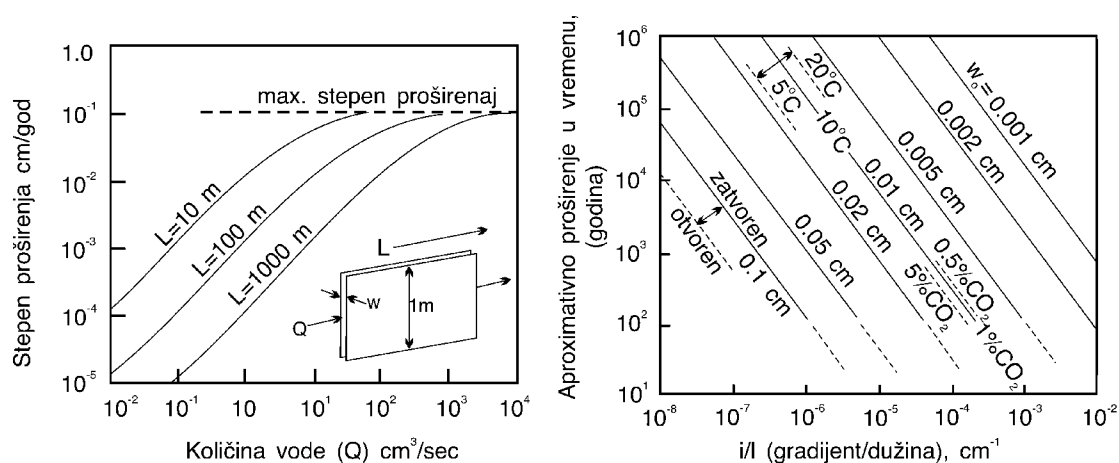 Stepen proširenja cm/god
1.0
10⁻¹
10⁻²
10⁻³
10⁻⁴
10⁻⁵
max. stepen proširenaj
L=10 m
L=100 m
L=1000 m
L
w
Q
1m
10⁻²
10⁻¹
10
10¹
10²
10³
10⁴
Količina vode (Q) cm³/sec
Aproximativno proširenje u vremenu,
(godina)
10⁶
10⁵
10⁴
10³
10²
10¹
20°C
5°C
10°C
wₒ=0.001 cm
0.002 cm
0.005 cm
0.01 cm
0.02 cm
0.05 cm
0.1 cm
zatvoren
otvoren
0.5%CO₂
5%CO₂
1%CO₂
10⁻⁸
10⁻⁷
10⁻⁶
10⁻⁵
10⁻⁴
10⁻³
10⁻²
i/l (gradijent/dužina), cm⁻¹